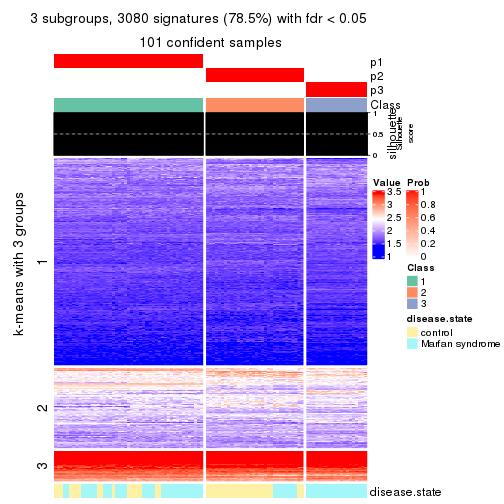 3 subgroups, 3080 signatures (78.5%) with fdr < 0.05
101 confident samples
p1
p2
p3
Class
silhouette
Silhouette
score
1
0.5
0
k-means with 3 groups
1
2
3
disease.state
Value
3.5
2.5
1.5
Prob
1
0.8
0.6
0.4
0.2
0
Class
1
2
3
disease.state
control
Marfan syndrome